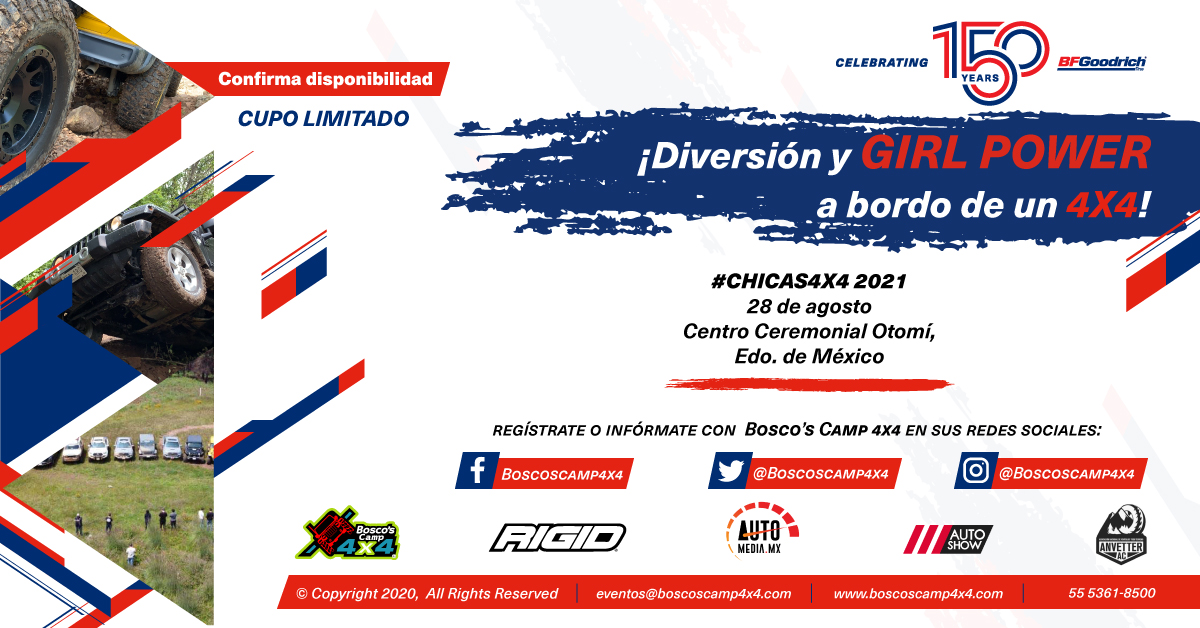 Confirma disponibilidad
CUPO LIMITADO
CELEBRATING 150 YEARS BFGoodrich Tires
¡Diversión y GIRL POWER
a bordo de un 4X4!
#CHICAS4X4 2021
28 de agosto
Centro Ceremonial Otomí,
Edo. de México
REGÍSTRATE O INFÓRMATE CON BOSCO'S CAMP 4X4 EN SUS REDES SOCIALES:
BOSCOSCAMP4X4
@BOSCOSCAMP4X4
@BOSCOSCAMP4X4
Bosco's
Camp
4x4
RIGID
AUTO
MEDIA.MX
AUTO
SHOW
ANVETTER
AC
© Copyright 2020, All Rights Reserved
eventos@boscoscamp4x4.com
www.boscoscamp4x4.com
55 5361-8500